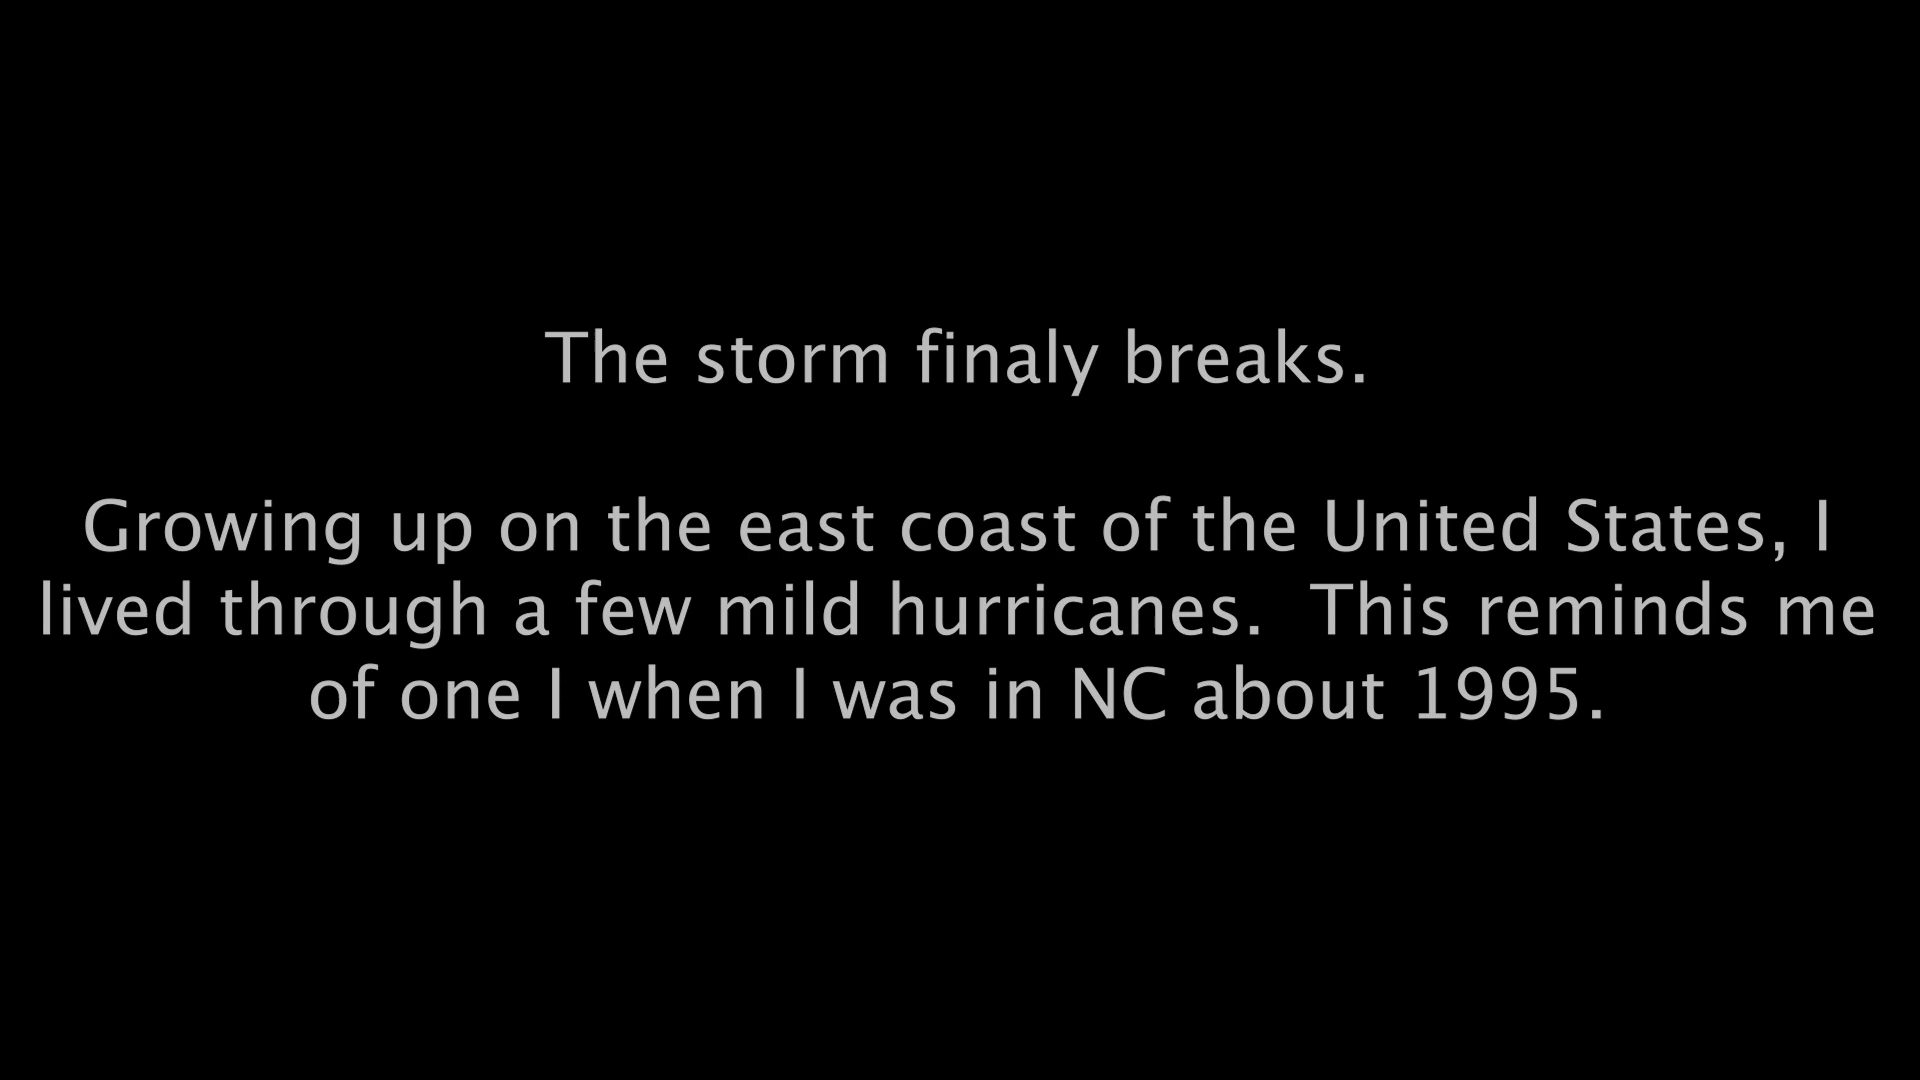 The storm finaly breaks.
Growing up on the east coast of the United States, I
lived through a few mild hurricanes.  This reminds me
of one I when I was in NC about 1995.